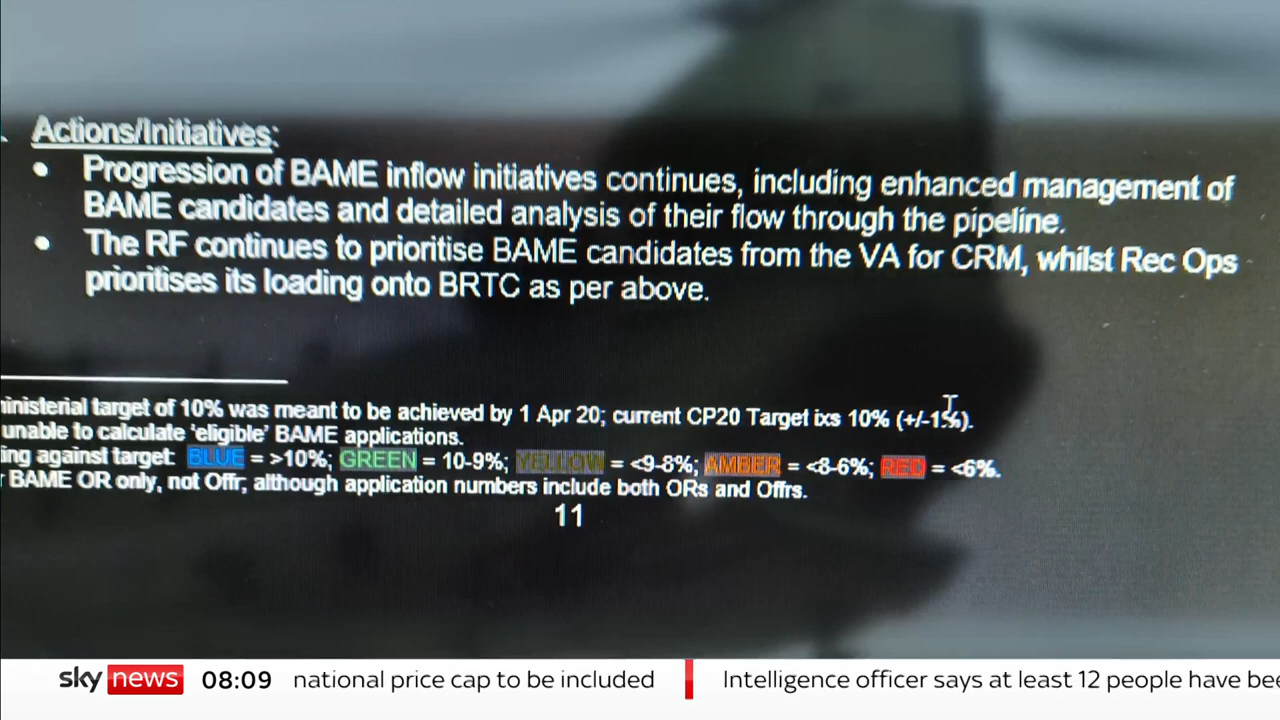 Actions/Initiatives:
• Progression of BAME inflow initiatives continues, including enhanced management of
BAME candidates and detailed analysis of their flow through the pipeline.
• The RF continues to prioritise BAME candidates from the VA for CRM, whilst Rec Ops
prioritises its loading onto BRTC as per above.
inisterial target of 10% was meant to be achieved by 1 Apr 20; current CP20 Target ixs 10% (+/-1%).
unable to calculate 'eligible' BAME applications.
ing against target: BLUE = >10%; GREEN = 10-9%; YELLOW = <9-8%; AMBER = <8-6%; RED = <6%.
r BAME OR only, not Offr, although application numbers include both ORs and Offrs.
11
sky news 08:09 national price cap to be included Intelligence officer says at least 12 people have bee